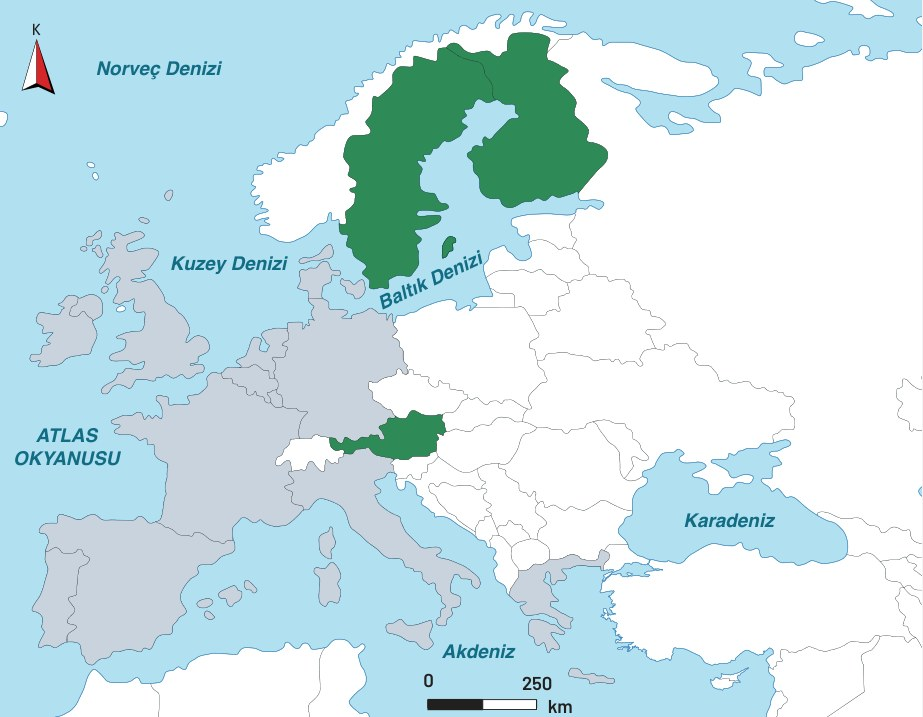 K
Norveç Denizi
Kuzey Denizi
Baltık Denizi
ATLAS
OKYANUSU
Karadeniz
Akdeniz
0 250
km